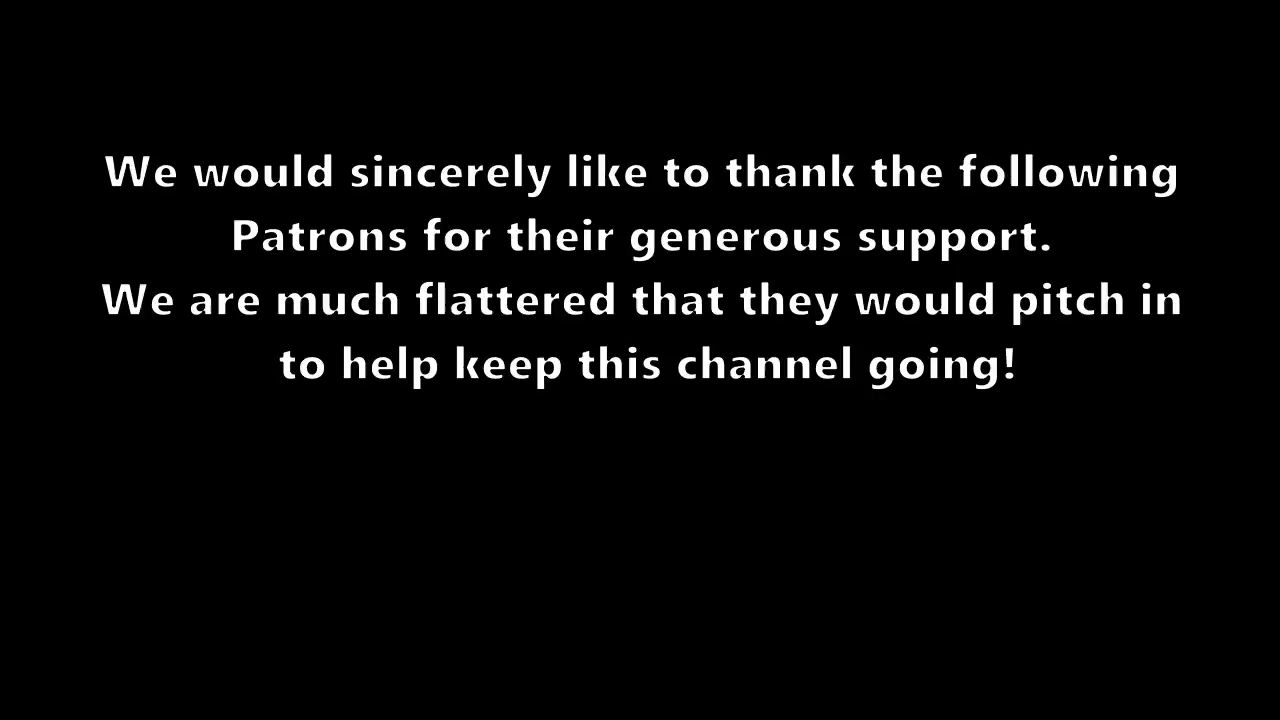 We would sincerely like to thank the following
Patrons for their generous support.
We are much flattered that they would pitch in
to help keep this channel going!